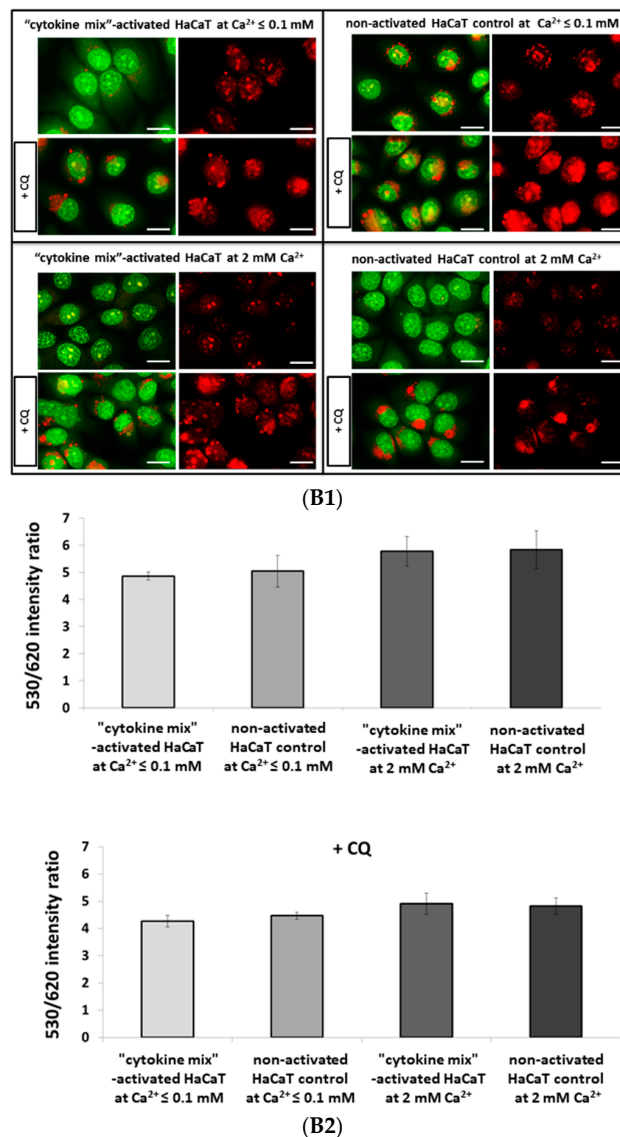 “cytokine mix”-activated HaCaT at Ca²⁺ ≤ 0.1 mM
non-activated HaCaT control at Ca²⁺ ≤ 0.1 mM
+ CQ
+ CQ
“cytokine mix”-activated HaCaT at 2 mM Ca²⁺
non-activated HaCaT control at 2 mM Ca²⁺
+ CQ
+ CQ
(B1)
530/620 intensity ratio
7
6
5
4
3
2
1
0
"cytokine mix"
-activated HaCaT
at Ca²⁺ ≤ 0.1 mM
non-activated
HaCaT control
at Ca²⁺ ≤ 0.1 mM
"cytokine mix"
-activated HaCaT
at 2 mM Ca²⁺
non-activated
HaCaT control
at 2 mM Ca²⁺
+ CQ
530/620 intensity ratio
7
6
5
4
3
2
1
0
"cytokine mix"
-activated HaCaT
at Ca²⁺ ≤ 0.1 mM
non-activated
HaCaT control
at Ca²⁺ ≤ 0.1 mM
"cytokine mix"
-activated HaCaT
at 2 mM Ca²⁺
non-activated
HaCaT control
at 2 mM Ca²⁺
(B2)